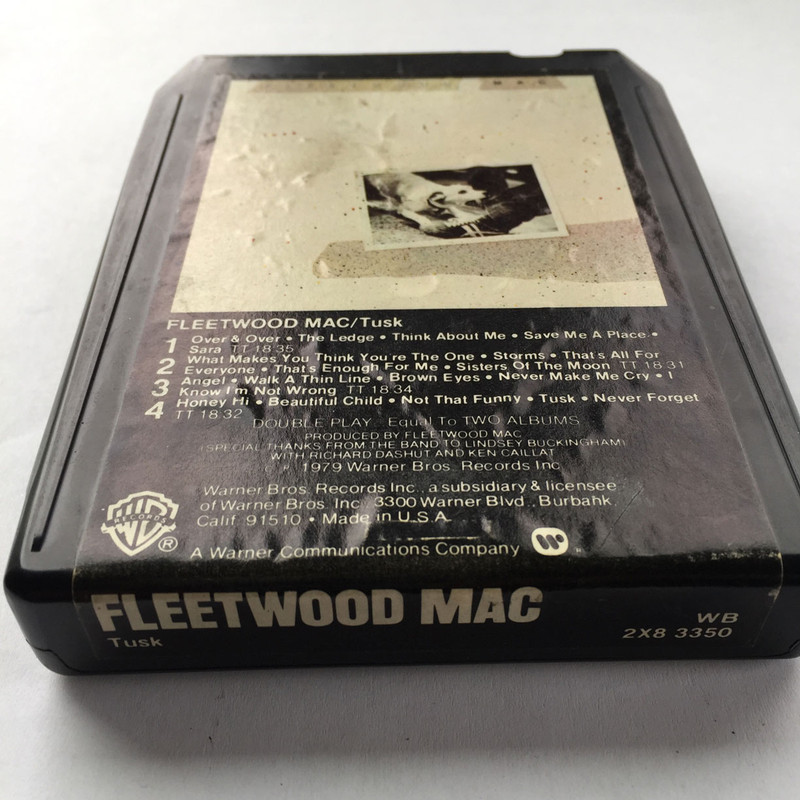 MAC
FLEETWOOD MAC/Tusk
1 Over & Over • The Ledge • Think About Me • Save Me A Place •
Sara TT 18:35
2 What Makes You Think You're The One • Storms • That's All For
Everyone • That's Enough For Me • Sisters Of The Moon TT 18:31
3 Angel • Walk A Thin Line • Brown Eyes • Never Make Me Cry • I
Know I'm Not Wrong TT 18:34
4 Honey Hi • Beautiful Child • Not That Funny • Tusk • Never Forget
TT 18:32
DOUBLE PLAY Equal To TWO ALBUMS
PRODUCED BY FLEETWOOD MAC
(SPECIAL THANKS FROM THE BAND TO LINDSEY BUCKINGHAM)
WITH RICHARD DASHUT AND KEN CAILLAT
℗ 1979 Warner Bros. Records Inc.
Warner Bros. Records Inc., a subsidiary & licensee
of Warner Bros. Inc. 3300 Warner Blvd., Burbank,
Calif. 91510 • Made in U.S.A.
WB RECORDS ®
A Warner Communications Company
FLEETWOOD MAC
Tusk
WB
2X8 3350